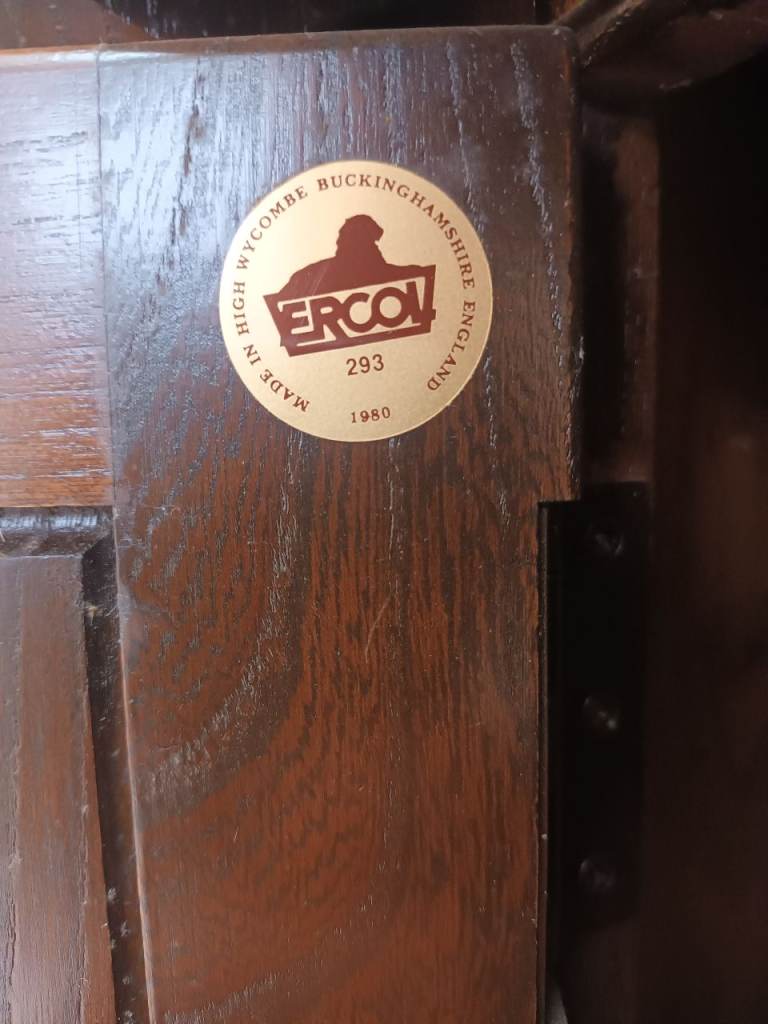 MADE IN HIGH WYCOMBE BUCKINGHAMSHIRE ENGLAND
ERCOL
293
1980